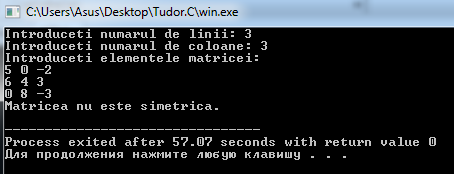 C:\Users\Asus\Desktop\Tudor.C\win.exe
Introduceti numarul de linii: 3
Introduceti numarul de coloane: 3
Introduceti elementele matricei:
5 0 -2
6 4 3
0 8 -3
Matricea nu este simetrica.
--------------------------------
Process exited after 57.07 seconds with return value 0
Для продолжения нажмите любую клавишу . . .